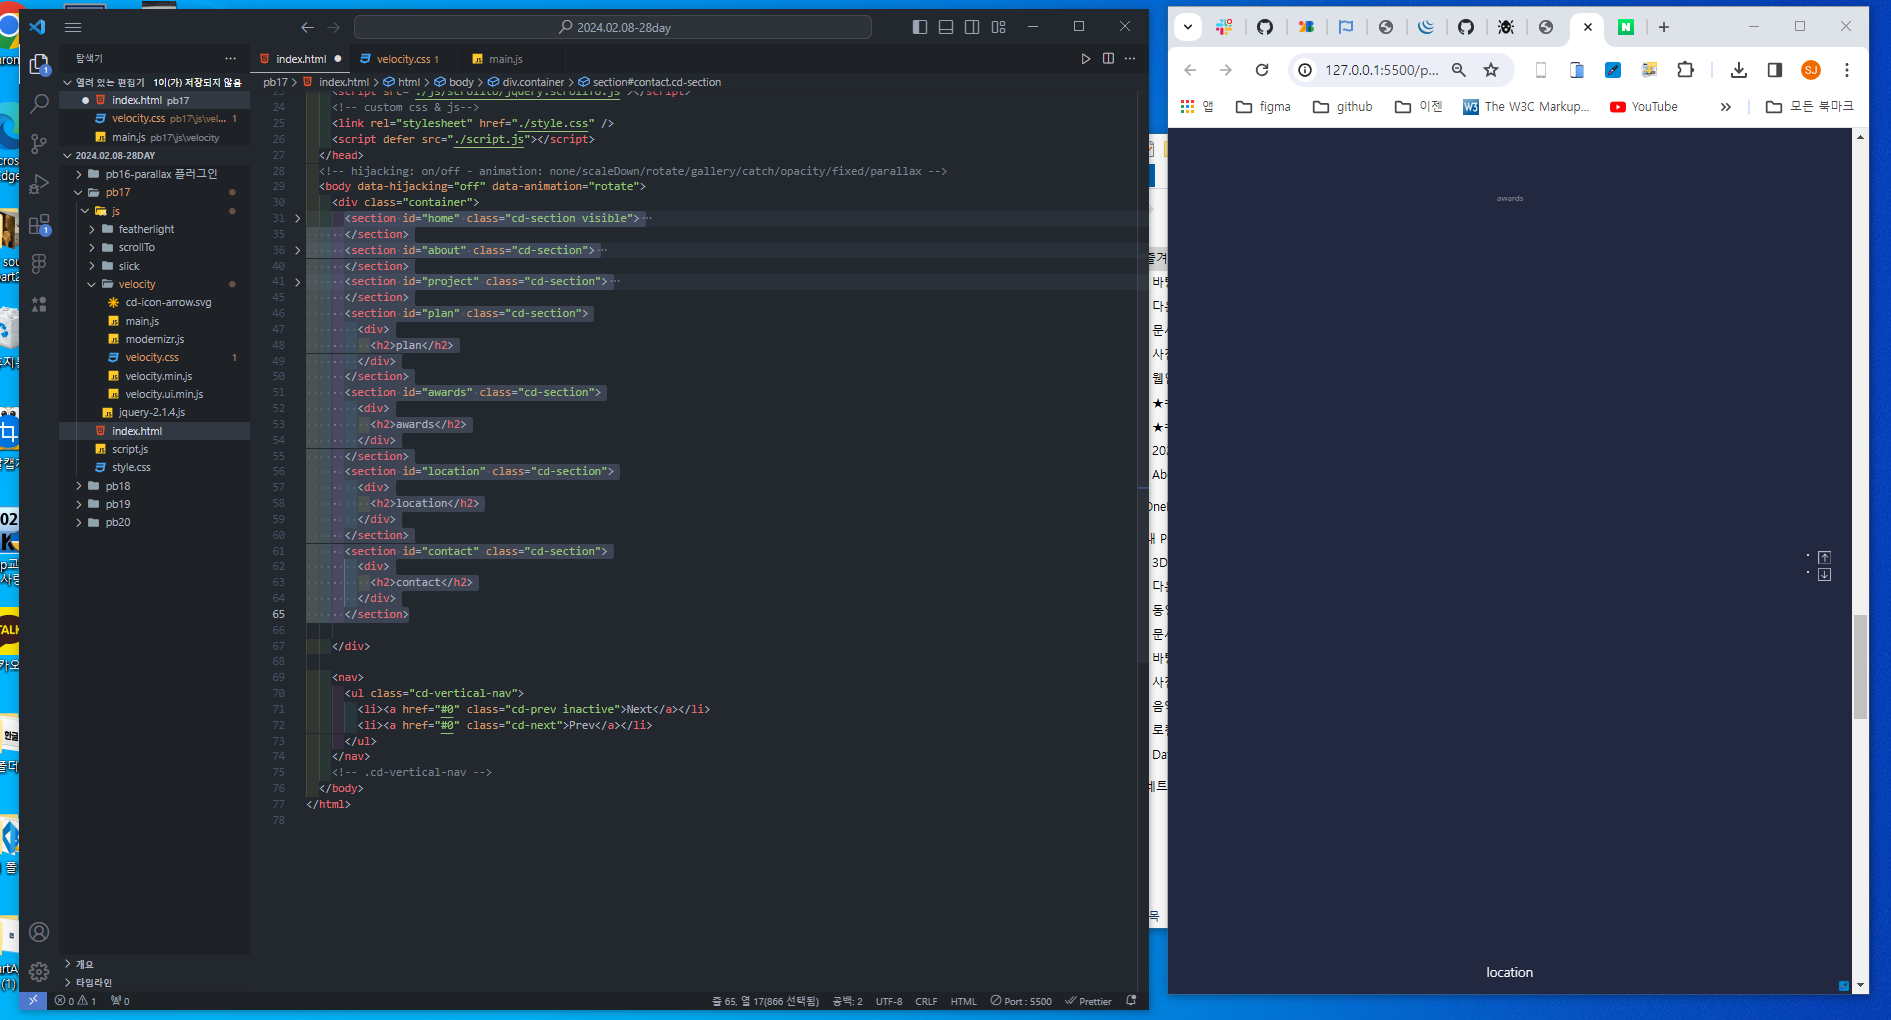 2024.02.08-28day
탐색기
index.html
velocity.css 1
main.js
열려 있는 편집기 1이(가) 저장되지 않음
pb17 > index.html > html > body > div.container > section#contact.cd-section
index.html pb17
velocity.css pb17\js\vel... 1
main.js pb17\js\velocity
2024.02.08-28DAY
pb16-parallax 플러그인
pb17
js
featherlight
scrollTo
slick
velocity
cd-icon-arrow.svg
main.js
modernizr.js
velocity.css 1
velocity.min.js
velocity.ui.min.js
jquery-2.1.4.js
index.html
script.js
style.css
pb18
pb19
pb20
개요
타임라인
23 <script src="./js/scrollTo/jquery.scrollTo.js"></script>
24 <!-- custom css & js-->
25 <link rel="stylesheet" href="./style.css" />
26 <script defer src="./script.js"></script>
27 </head>
28 <!-- hijacking: on/off - animation: none/scaleDown/rotate/gallery/catch/opacity/fixed/parallax -->
29 <body data-hijacking="off" data-animation="rotate">
30 <div class="container">
31 <section id="home" class="cd-section visible">…
35 </section>
36 <section id="about" class="cd-section">…
40 </section>
41 <section id="project" class="cd-section">…
45 </section>
46 <section id="plan" class="cd-section">
47 <div>
48 <h2>plan</h2>
49 </div>
50 </section>
51 <section id="awards" class="cd-section">
52 <div>
53 <h2>awards</h2>
54 </div>
55 </section>
56 <section id="location" class="cd-section">
57 <div>
58 <h2>location</h2>
59 </div>
60 </section>
61 <section id="contact" class="cd-section">
62 <div>
63 <h2>contact</h2>
64 </div>
65 </section>
66
67 </div>
68
69 <nav>
70 <ul class="cd-vertical-nav">
71 <li><a href="#0" class="cd-prev inactive">Next</a></li>
72 <li><a href="#0" class="cd-next">Prev</a></li>
73 </ul>
74 </nav>
75 <!-- .cd-vertical-nav -->
76 </body>
77 </html>
78
0 1 0
줄 65, 열 17(866 선택됨) 공백: 2 UTF-8 CRLF HTML Port : 5500 Prettier
127.0.0.1:5500/p...
SJ
앱 figma github 이젠 The W3C Markup... YouTube » 모든 북마크
awards
location